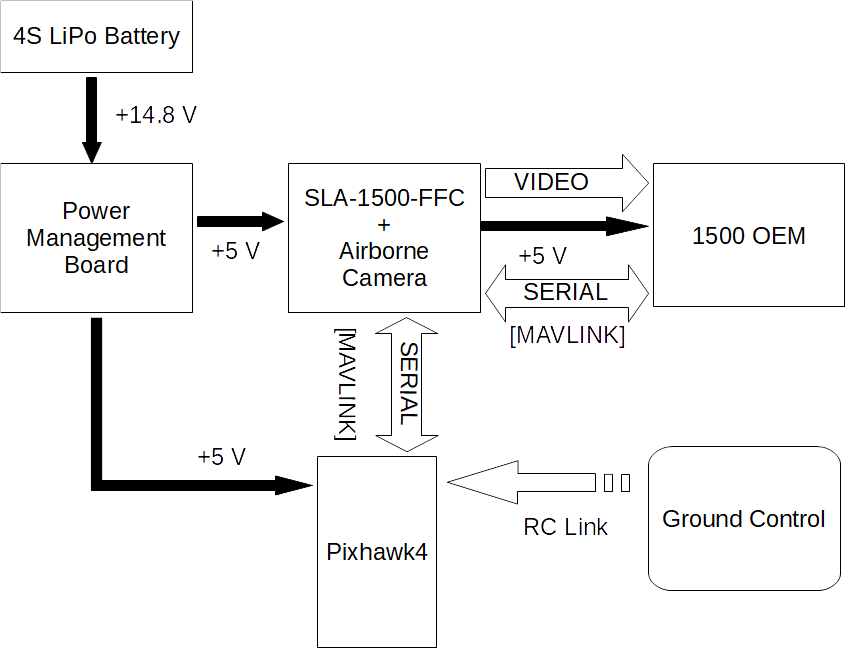 4S LiPo Battery
+14.8 V
Power
Management
Board
+5 V
SLA-1500-FFC
+
Airborne
Camera
VIDEO
+5 V
SERIAL
[MAVLINK]
1500 OEM
[MAVLINK]
SERIAL
+5 V
Pixhawk4
RC Link
Ground Control